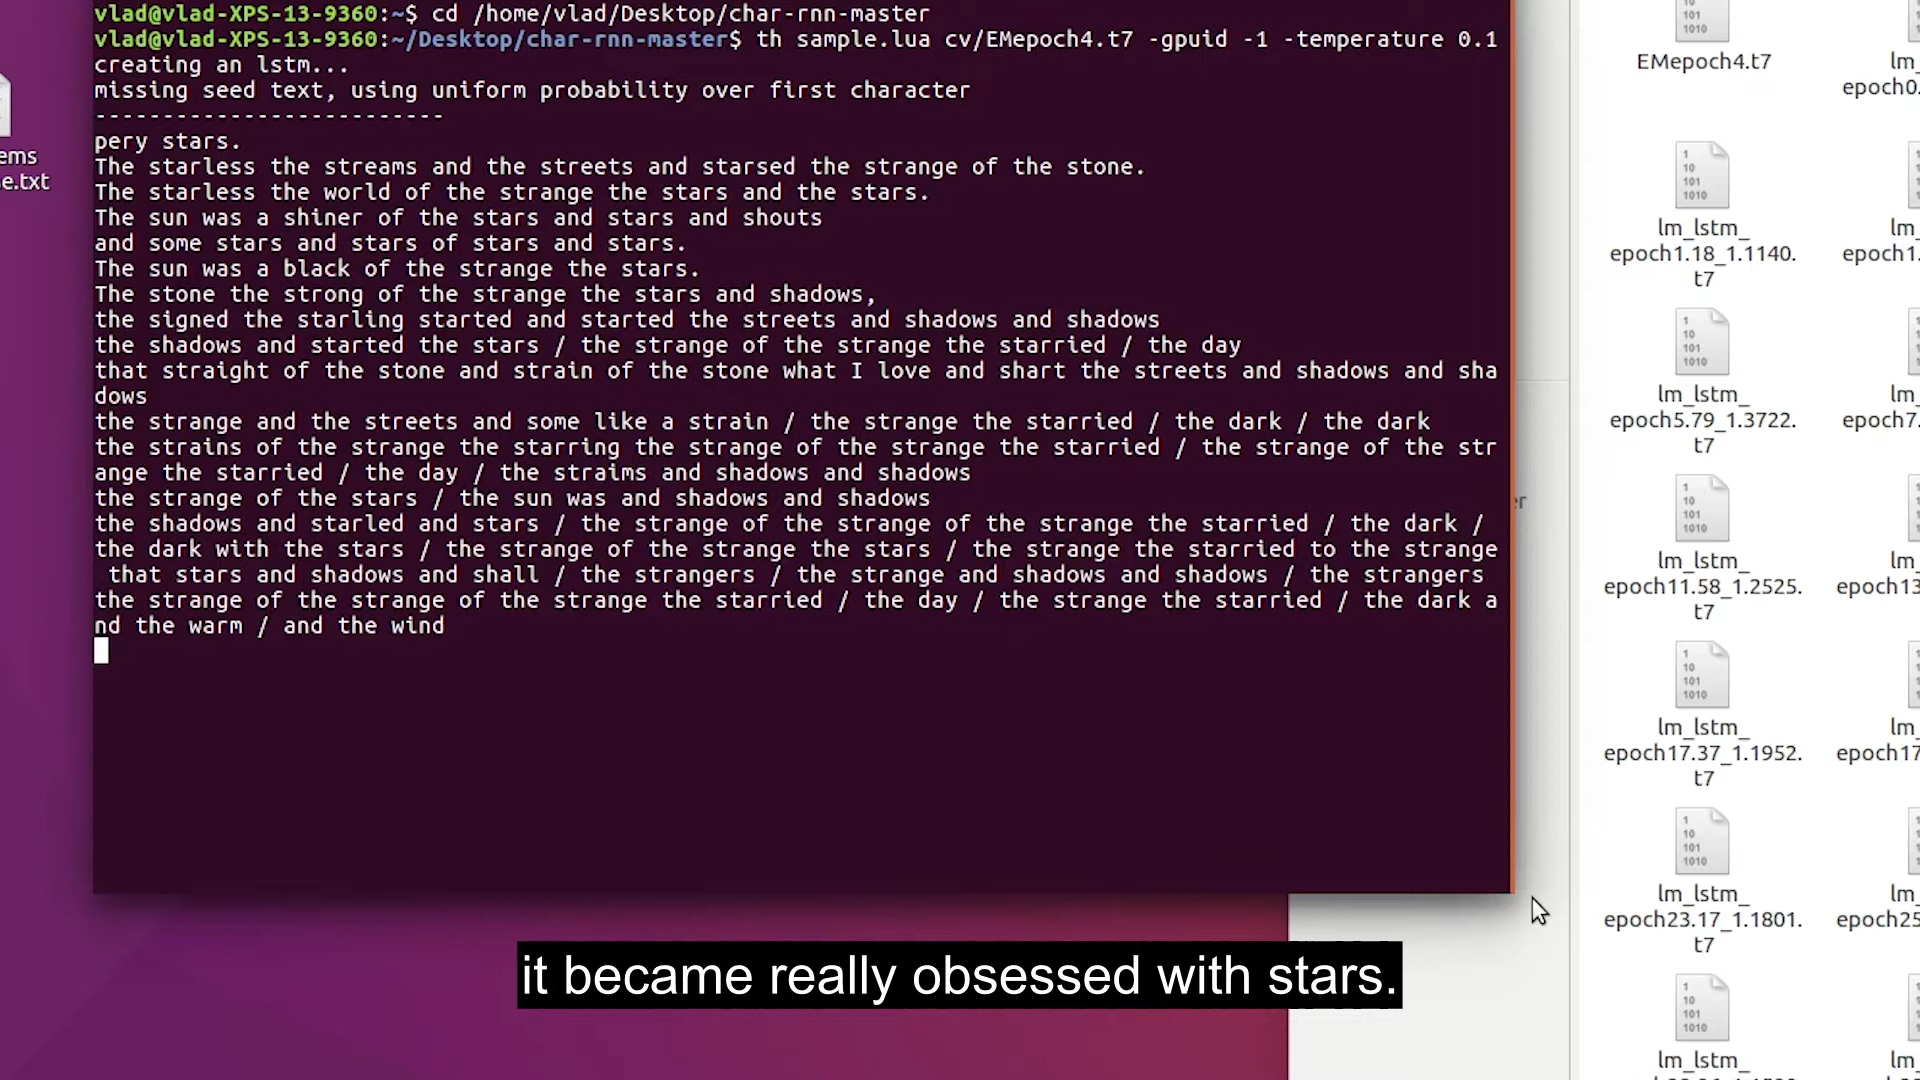 vlad@vlad-XPS-13-9360:~$ cd /home/vlad/Desktop/char-rnn-master
vlad@vlad-XPS-13-9360:~/Desktop/char-rnn-master$ th sample.lua cv/EMepoch4.t7 -gpuid -1 -temperature 0.1
creating an lstm...
missing seed text, using uniform probability over first character
--------------------------
pery stars.
The starless the streams and the streets and starsed the strange of the stone.
The starless the world of the strange the stars and the stars.
The sun was a shiner of the stars and stars and shouts
and some stars and stars of stars and stars.
The sun was a black of the strange the stars.
The stone the strong of the strange the stars and shadows,
the signed the starling started and started the streets and shadows and shadows
the shadows and started the stars / the strange of the strange the starried / the day
that straight of the stone and strain of the stone what I love and shart the streets and shadows and sha
dows
the strange and the streets and some like a strain / the strange the starried / the dark / the dark
the strains of the strange the starring the strange of the strange the starried / the strange of the str
ange the starried / the day / the straims and shadows and shadows
the strange of the stars / the sun was and shadows and shadows
the shadows and starled and stars / the strange of the strange of the strange the starried / the dark /
the dark with the stars / the strange of the strange the stars / the strange the starried to the strange
 that stars and shadows and shall / the strangers / the strange and shadows and shadows / the strangers
the strange of the strange of the strange the starried / the day / the strange the starried / the dark a
nd the warm / and the wind
ems
e.txt
er
EMepoch4.t7
lm_
epoch0.
lm_lstm_
epoch1.18_1.1140.
t7
lm_
epoch1.
lm_lstm_
epoch5.79_1.3722.
t7
lm_
epoch7.
lm_lstm_
epoch11.58_1.2525.
t7
lm_
epoch13
lm_lstm_
epoch17.37_1.1952.
t7
lm_
epoch17
lm_lstm_
epoch23.17_1.1801.
t7
lm_
epoch25
lm_lstm_
lm_
it became really obsessed with stars.